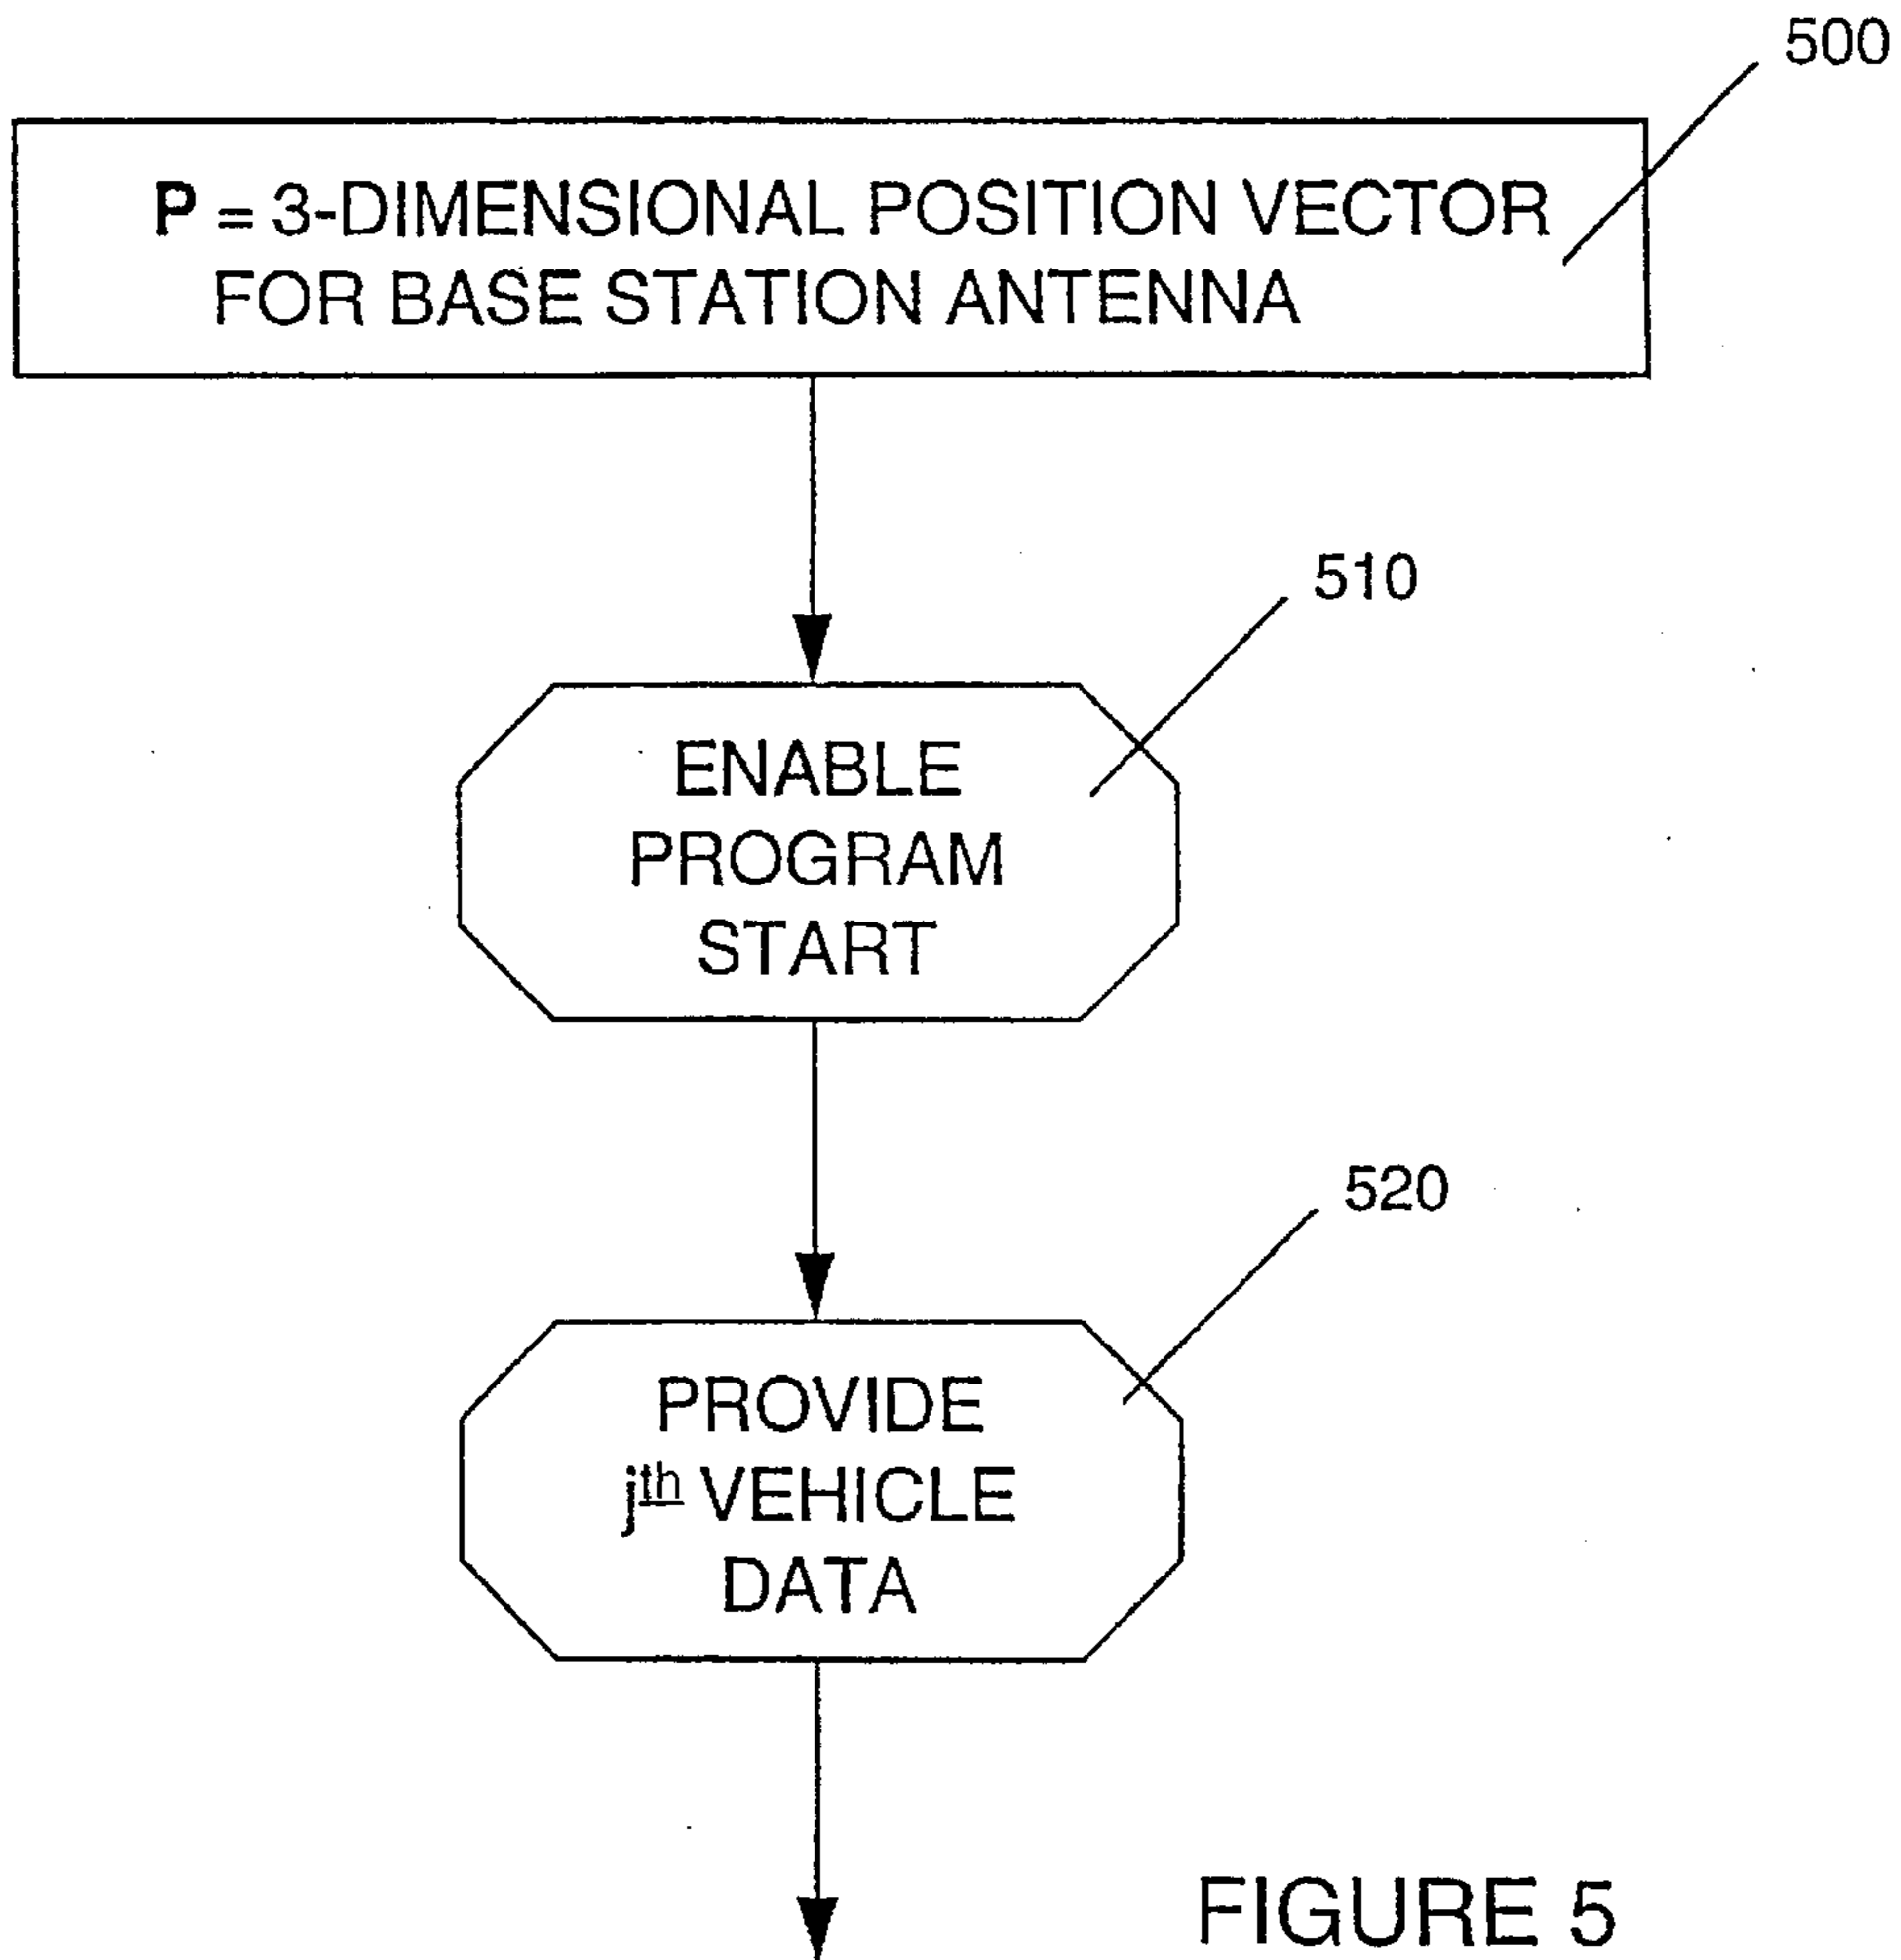 500
P = 3-DIMENSIONAL POSITION VECTOR
FOR BASE STATION ANTENNA
510
ENABLE
PROGRAM
START
520
PROVIDE
jth VEHICLE
DATA
FIGURE 5